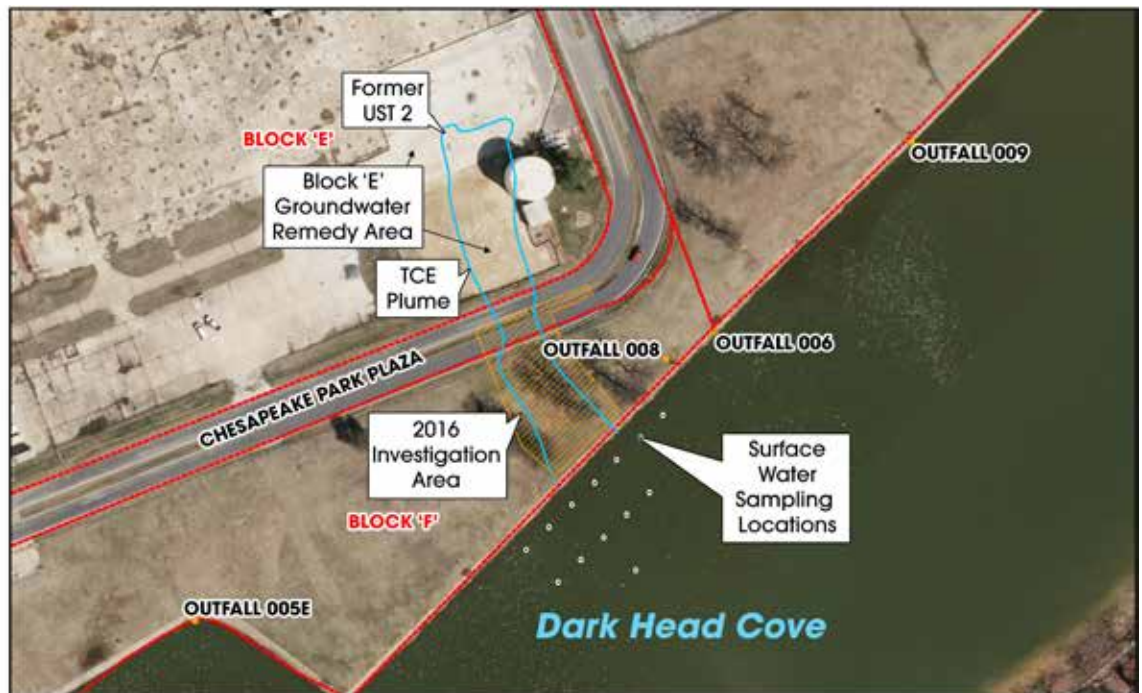 Former
UST 2
BLOCK 'E'
OUTFALL 009
Block 'E'
Groundwater
Remedy Area
TCE
Plume
OUTFALL 008
OUTFALL 006
CHESAPEAKE PARK PLAZA
2016
Investigation
Area
Surface
Water
Sampling
Locations
BLOCK 'F'
OUTFALL 005E
Dark Head Cove